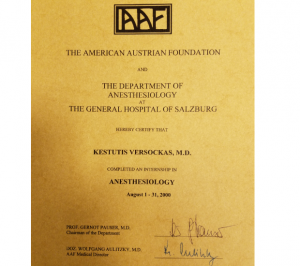 AAF
THE AMERICAN AUSTRIAN FOUNDATION
AND
THE DEPARTMENT OF
ANESTHESIOLOGY
AT
THE GENERAL HOSPITAL OF SALZBURG
HEREBY CERTIFY THAT
KESTUTIS VERSOCKAS, M.D.
COMPLETED AN INTERNSHIP IN
ANESTHESIOLOGY
August 1 - 31, 2000
PROF. GERNOT PAUSER, M.D.
Chairman of the Department
DOZ. WOLFGANG AULITZKY, M.D.
AAF Medical Director